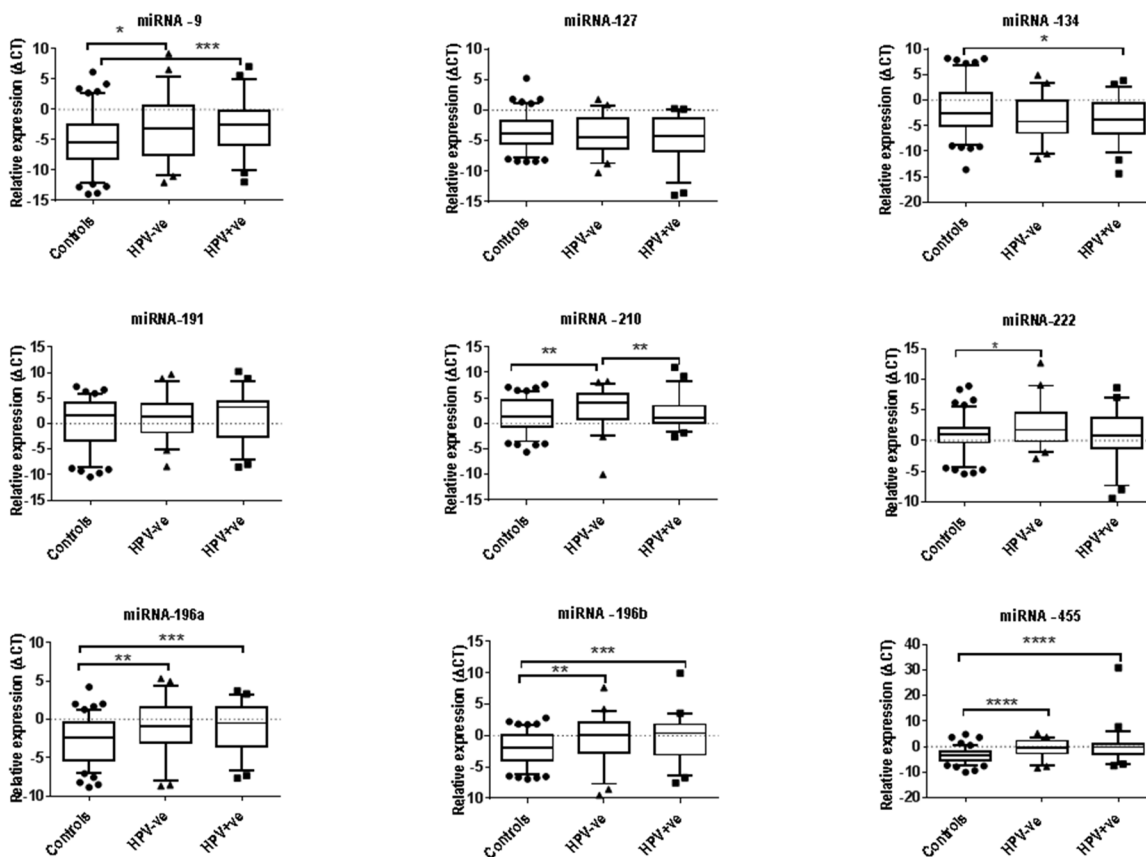 miRNA -9
* ***
Relative expression (ΔCT)
10
5
0
-5
-10
-15
Controls HPV-ve HPV+ve
miRNA-127
Relative expression (ΔCT)
10
5
0
-5
-10
-15
Controls HPV-ve HPV+ve
miRNA -134
*
Relative expression (ΔCT)
10
5
0
-5
-10
-15
-20
Controls HPV-ve HPV+ve
miRNA-191
Relative expression (ΔCT)
15
10
5
0
-5
-10
-15
Controls HPV-ve HPV+ve
miRNA -210
** **
Relative expression (ΔCT)
15
10
5
0
-5
-10
-15
Controls HPV-ve HPV+ve
miRNA-222
*
Relative expression (ΔCT)
15
10
5
0
-5
-10
Controls HPV-ve HPV+ve
miRNA-196a
***
**
Relative expression (ΔCT)
10
5
0
-5
-10
Controls HPV-ve HPV+ve
miRNA -196b
***
**
Relative expression (ΔCT)
15
10
5
0
5
10
Controls HPV-ve HPV+ve
miRNA -455
****
****
Relative expression (ΔCT)
40
30
20
10
0
-10
-20
Controls HPV-ve HPV+ve